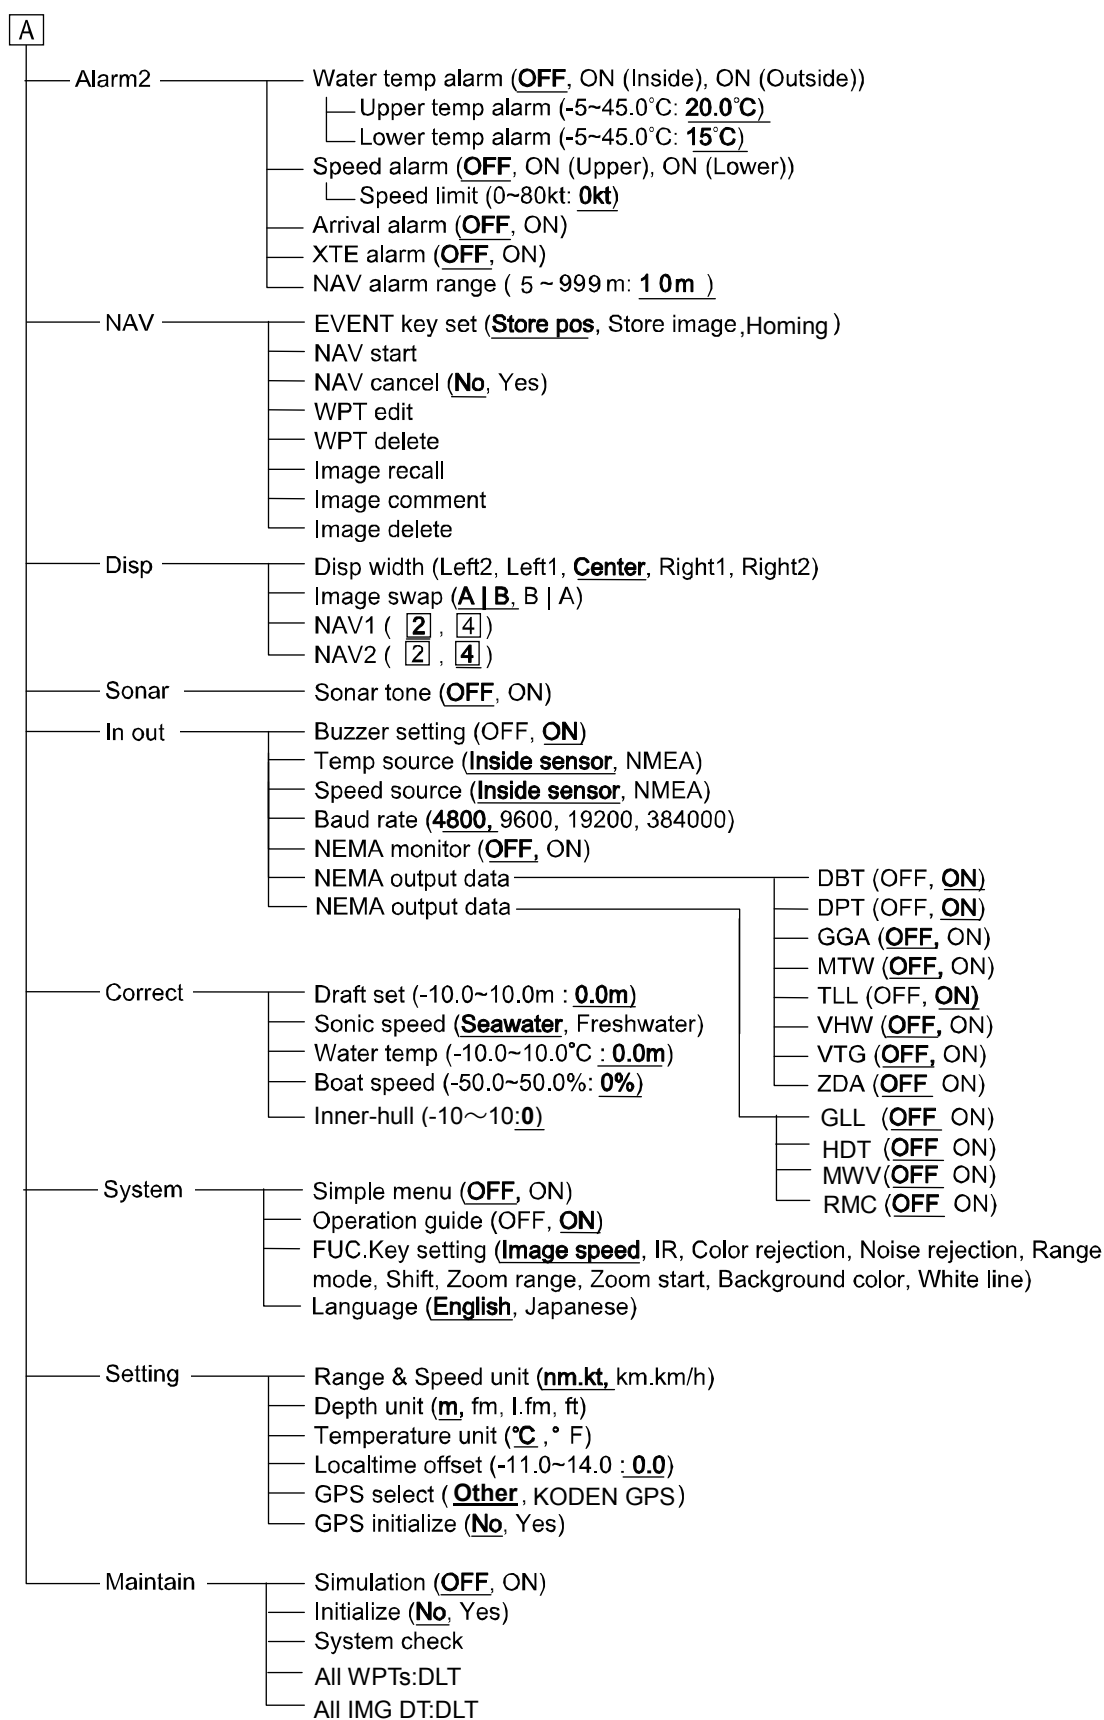 A
Alarm2
Water temp alarm (OFF, ON (Inside), ON (Outside))
Upper temp alarm (-5~45.0°C: 20.0°C)
Lower temp alarm (-5~45.0°C: 15°C)
Speed alarm (OFF, ON (Upper), ON (Lower))
Speed limit (0~80kt: 0kt)
Arrival alarm (OFF, ON)
XTE alarm (OFF, ON)
NAV alarm range ( 5 ~ 999 m: 1 0m )
NAV
EVENT key set (Store pos, Store image,Homing )
NAV start
NAV cancel (No, Yes)
WPT edit
WPT delete
Image recall
Image comment
Image delete
Disp
Disp width (Left2, Left1, Center, Right1, Right2)
Image swap (A | B, B | A)
NAV1 ( 2 , 4 )
NAV2 ( 2 , 4 )
Sonar
Sonar tone (OFF, ON)
In out
Buzzer setting (OFF, ON)
Temp source (Inside sensor, NMEA)
Speed source (Inside sensor, NMEA)
Baud rate (4800, 9600, 19200, 384000)
NEMA monitor (OFF, ON)
NEMA output data
DBT (OFF, ON)
DPT (OFF, ON)
GGA (OFF, ON)
MTW (OFF, ON)
TLL (OFF, ON)
VHW (OFF, ON)
VTG (OFF, ON)
ZDA (OFF ON)
NEMA output data
GLL (OFF ON)
HDT (OFF ON)
MWV(OFF ON)
RMC (OFF ON)
Correct
Draft set (-10.0~10.0m : 0.0m)
Sonic speed (Seawater, Freshwater)
Water temp (-10.0~10.0°C : 0.0m)
Boat speed (-50.0~50.0%: 0%)
Inner-hull (-10～10:0)
System
Simple menu (OFF, ON)
Operation guide (OFF, ON)
FUC.Key setting (Image speed, IR, Color rejection, Noise rejection, Range
mode, Shift, Zoom range, Zoom start, Background color, White line)
Language (English, Japanese)
Setting
Range & Speed unit (nm.kt, km.km/h)
Depth unit (m, fm, I.fm, ft)
Temperature unit (°C ,° F)
Localtime offset (-11.0~14.0 : 0.0)
GPS select ( Other , KODEN GPS)
GPS initialize (No, Yes)
Maintain
Simulation (OFF, ON)
Initialize (No, Yes)
System check
All WPTs:DLT
All IMG DT:DLT